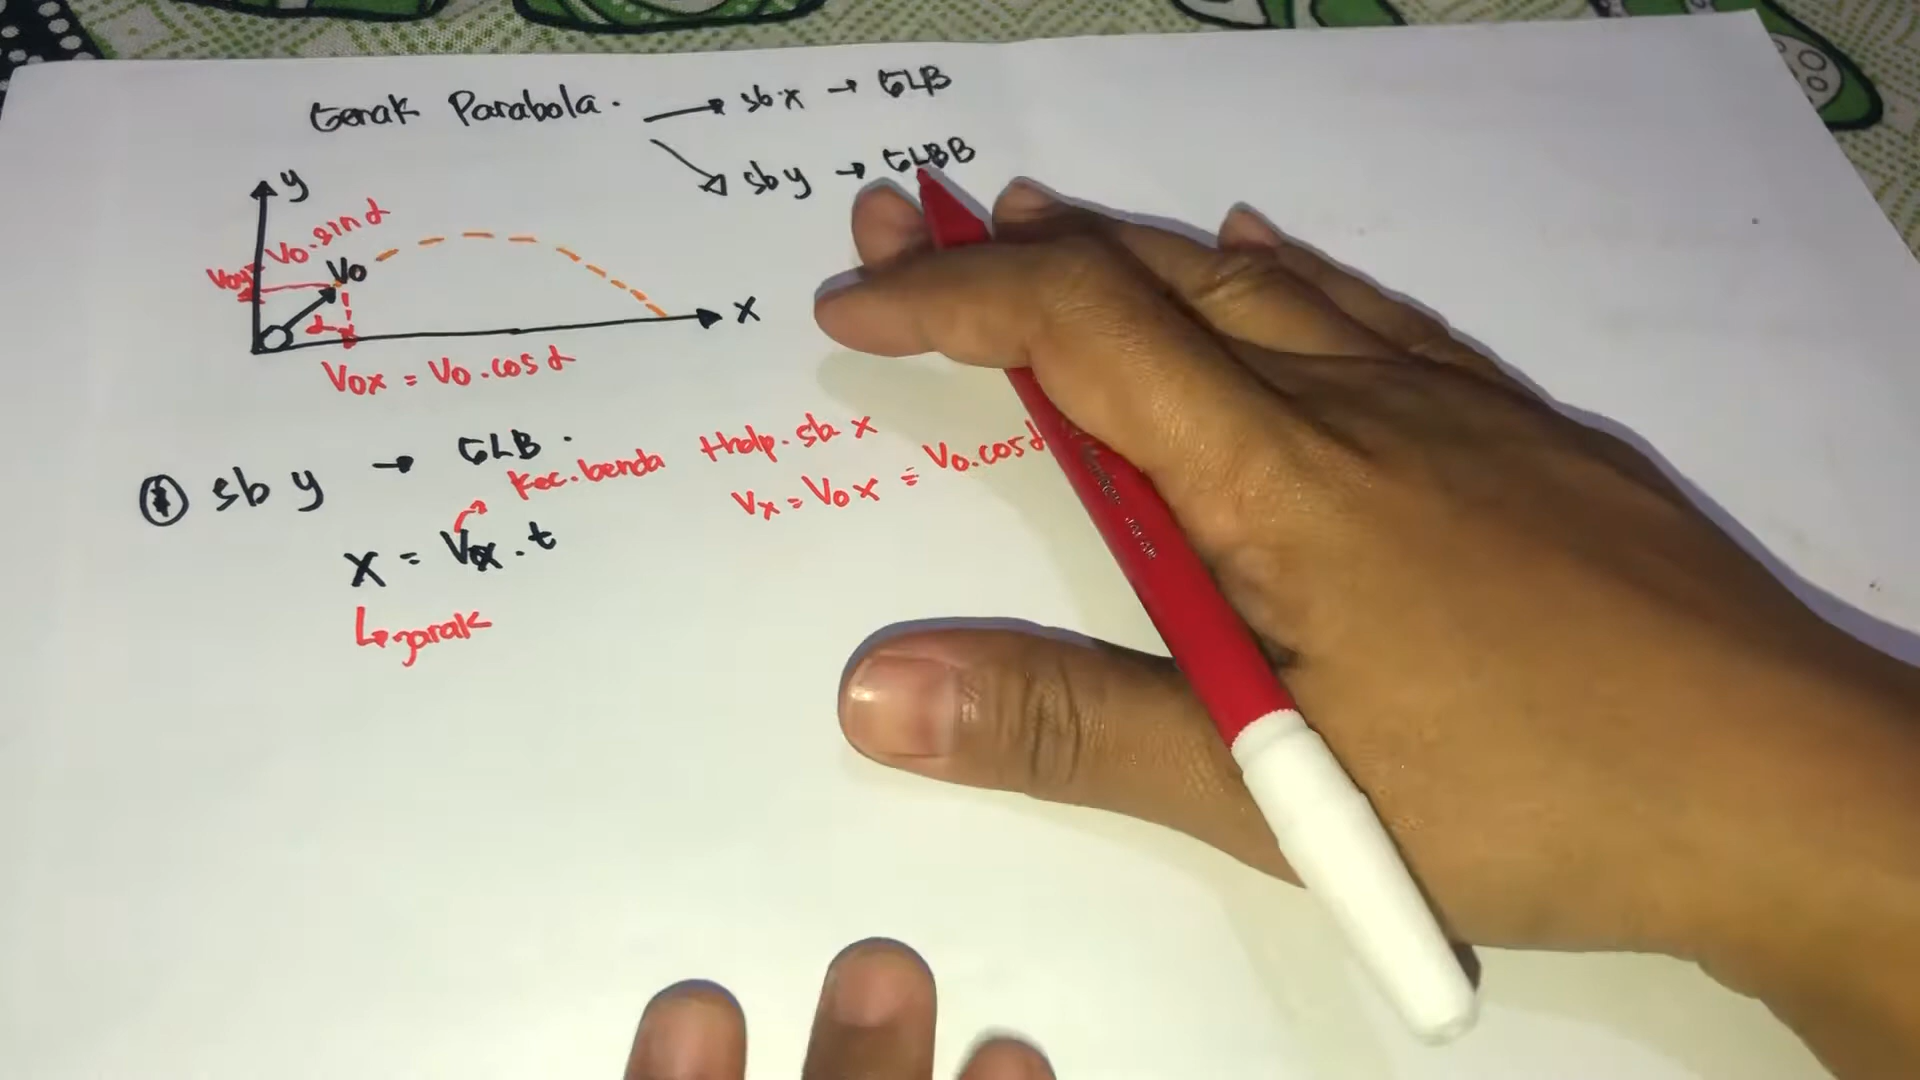 Gerak Parabola. → sb x → GLB
sb y → GLBB
y
Vo. sin α
Voy
Vo
α
x
Vox = Vo . cos α
* sb y → GLB .
kec. benda thdp. sb x
Vx = Vox = Vo. cos α
x = Vox . t
↳ jarak